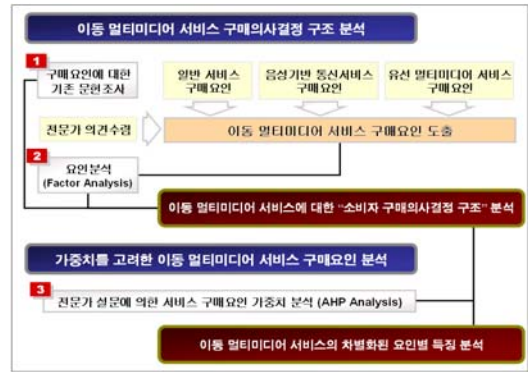 이동 멀티미디어 서비스 구매의사결정 구조 분석
1
구매요인에 대한
기존 문헌조사
일반 서비스
구매요인
음성기반 통신서비스
구매요인
유선 멀티미디어 서비스
구매요인
전문가 의견수렴
이동 멀티미디어 서비스 구매요인 도출
2
요인분석
(Factor Analysis)
이동 멀티미디어 서비스에 대한 "소비자 구매의사결정 구조" 분석
가중치를 고려한 이동 멀티미디어 서비스 구매요인 분석
3
전문가 설문에 의한 서비스 구매요인 가중치 분석 (AHP Analysis)
이동 멀티미디어 서비스의 차별화된 요인별 특징 분석